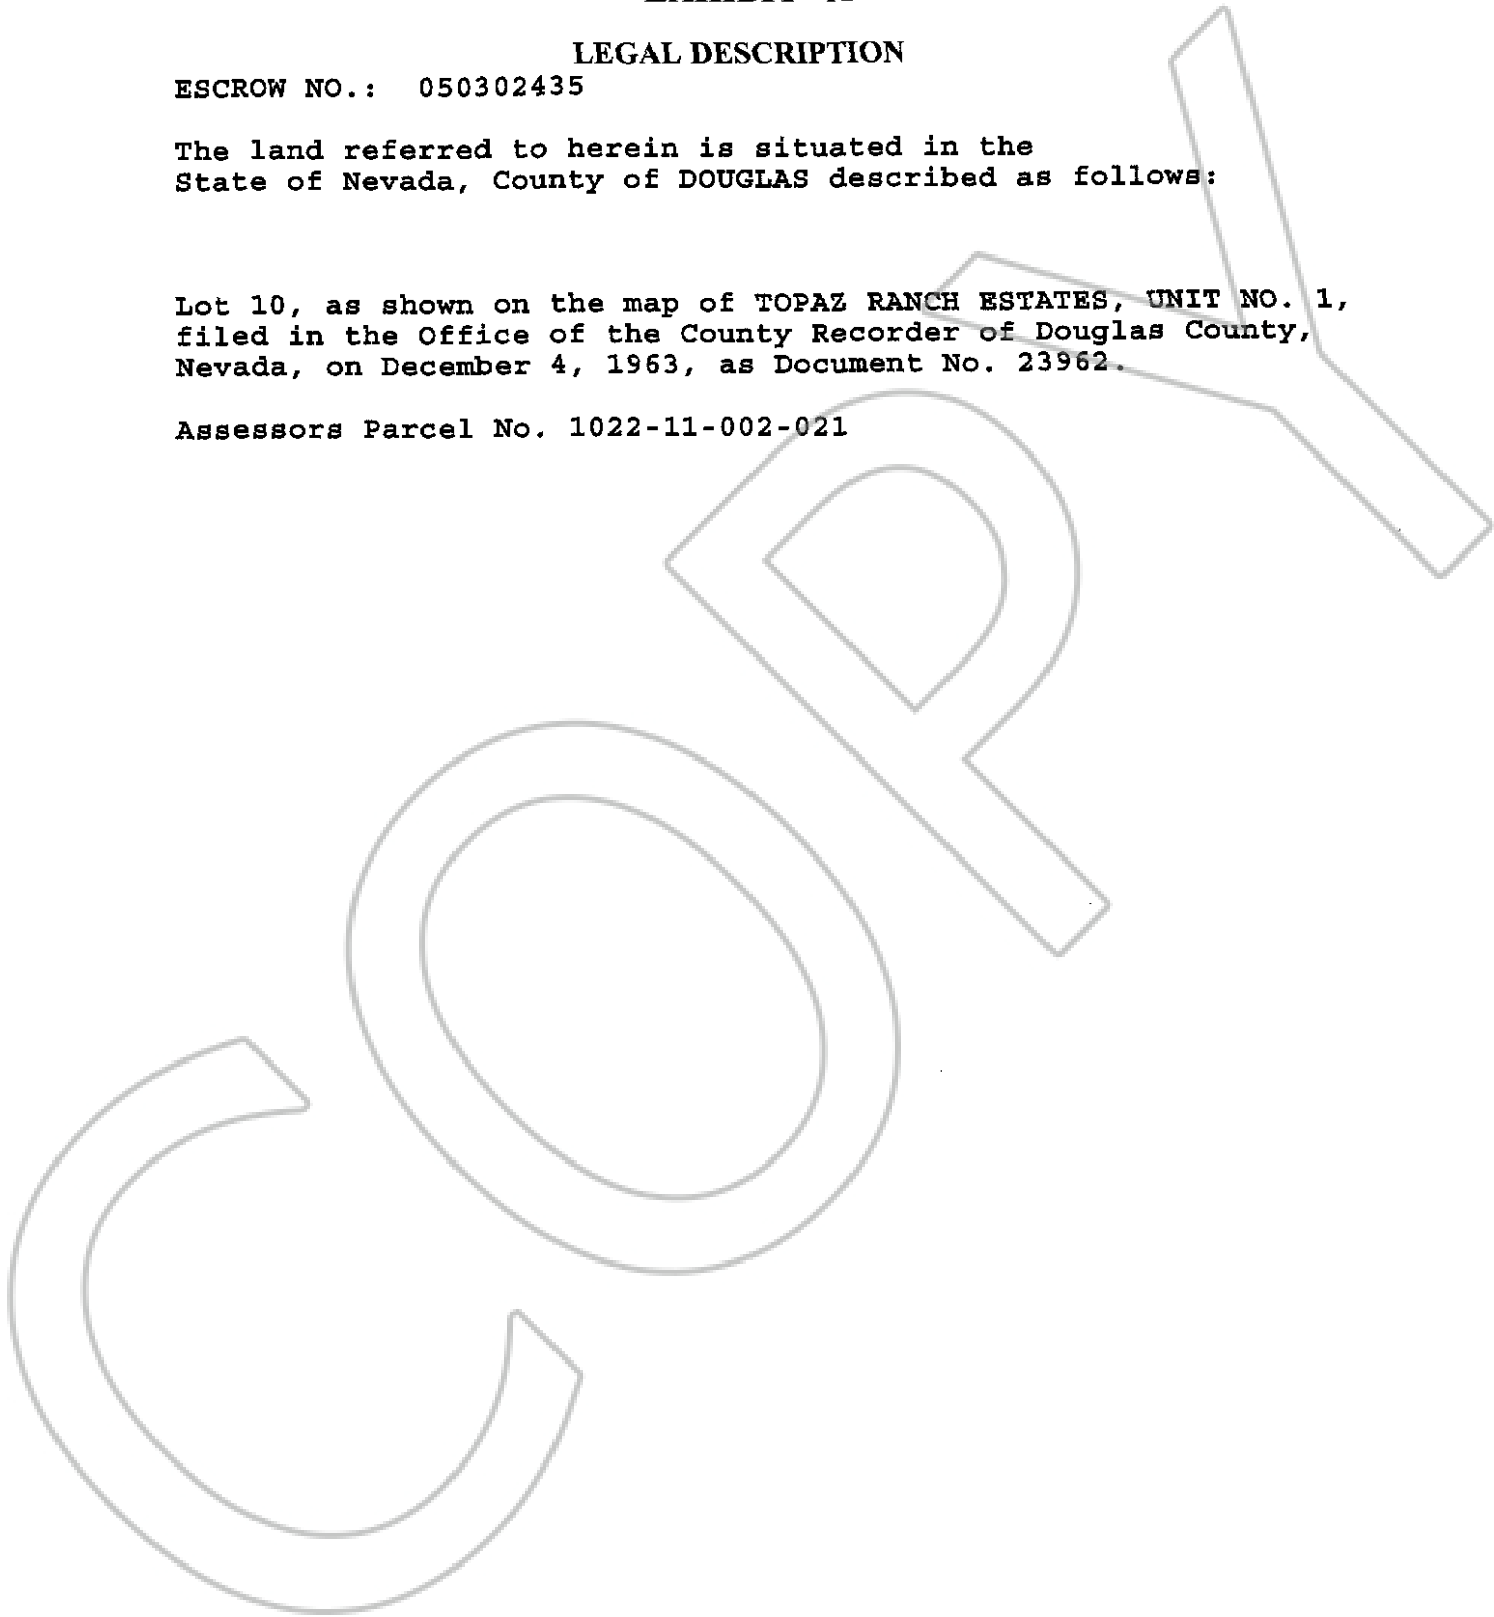 LEGAL DESCRIPTION
ESCROW NO.: 050302435
The land referred to herein is situated in the
State of Nevada, County of DOUGLAS described as follows:
Lot 10, as shown on the map of TOPAZ RANCH ESTATES, UNIT NO. 1,
filed in the Office of the County Recorder of Douglas County,
Nevada, on December 4, 1963, as Document No. 23962.
Assessors Parcel No. 1022-11-002-021
COPY